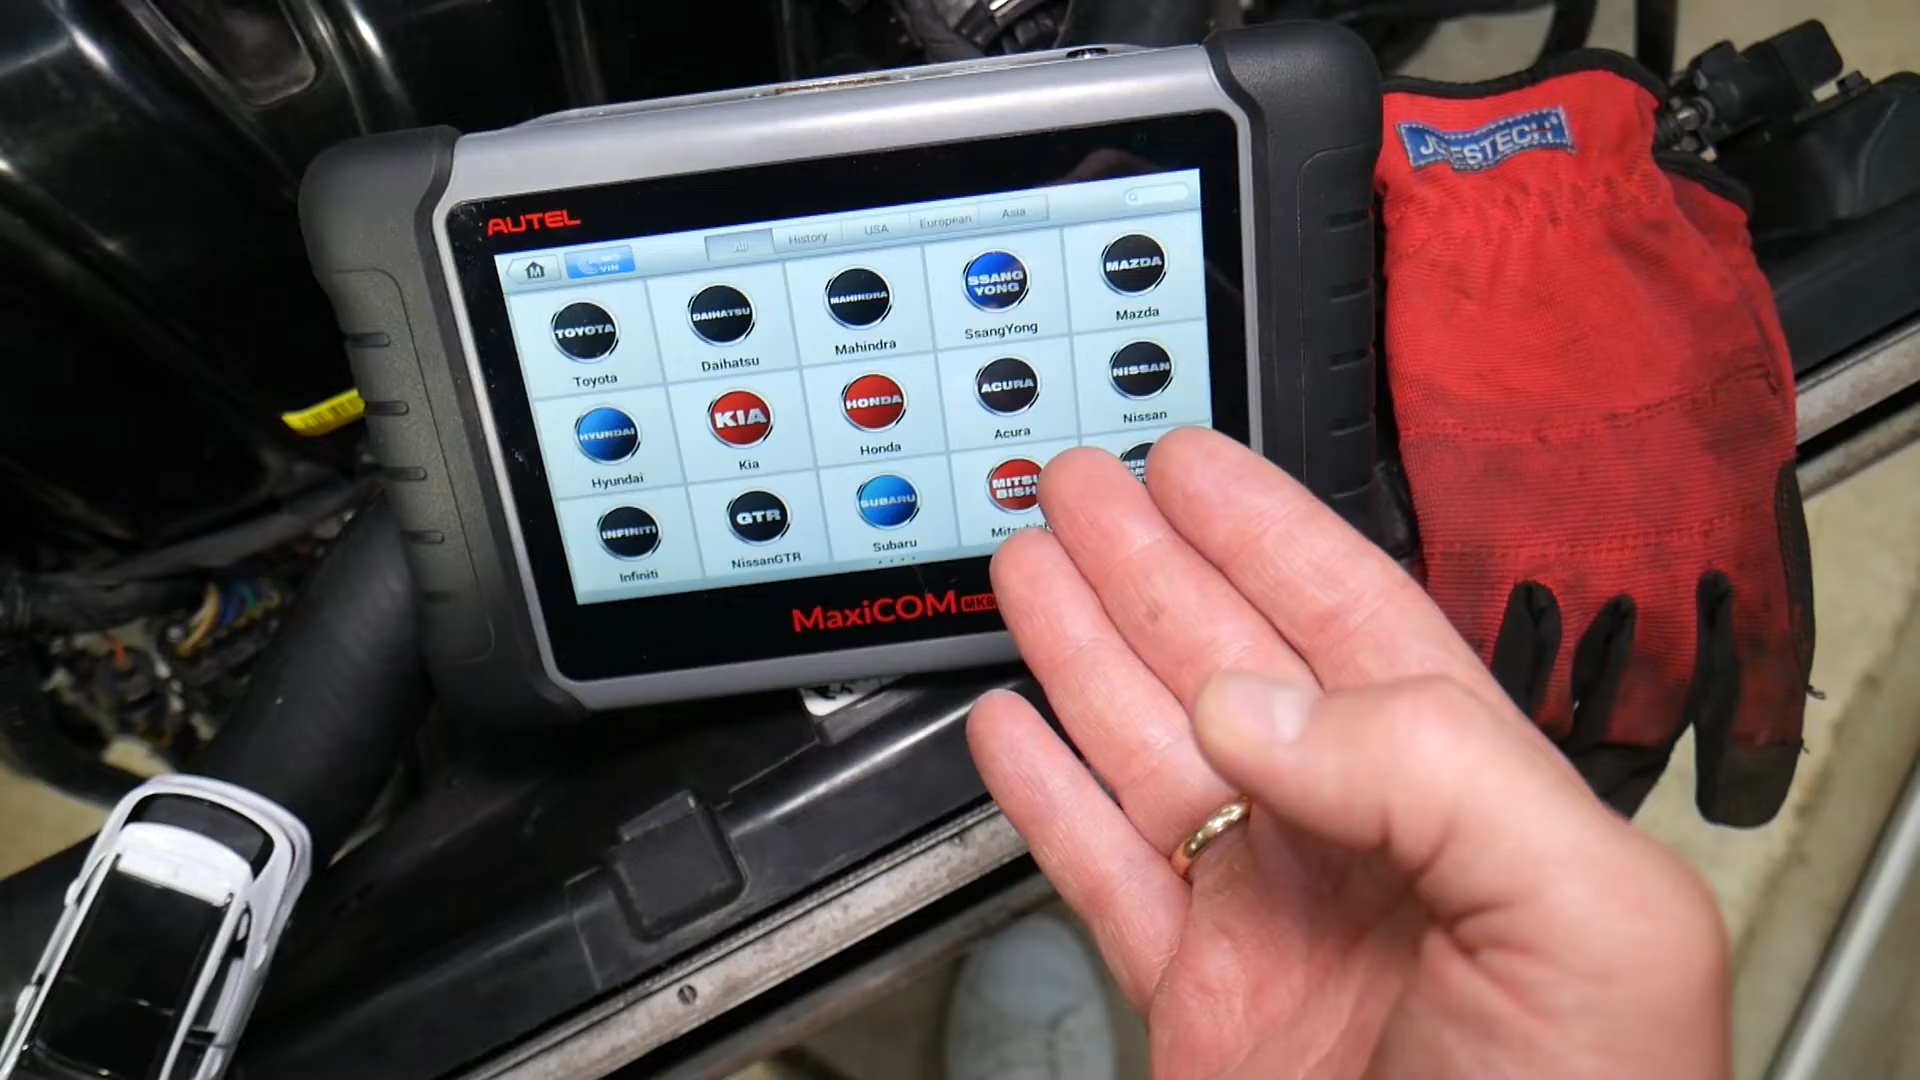 AUTEL
VIN
All
History
USA
European
Asia
TOYOTA
Toyota
DAIHATSU
Daihatsu
MAHINDRA
Mahindra
SSANG
YONG
SsangYong
MAZDA
Mazda
HYUNDAI
Hyundai
KIA
Kia
HONDA
Honda
ACURA
Acura
NISSAN
Nissan
INFINITI
Infiniti
GTR
NissanGTR
SUBARU
Subaru
MaxiCOM